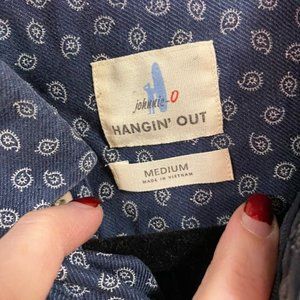 johnnie-O
HANGIN' OUT
MEDIUM
MADE IN VIETNAM